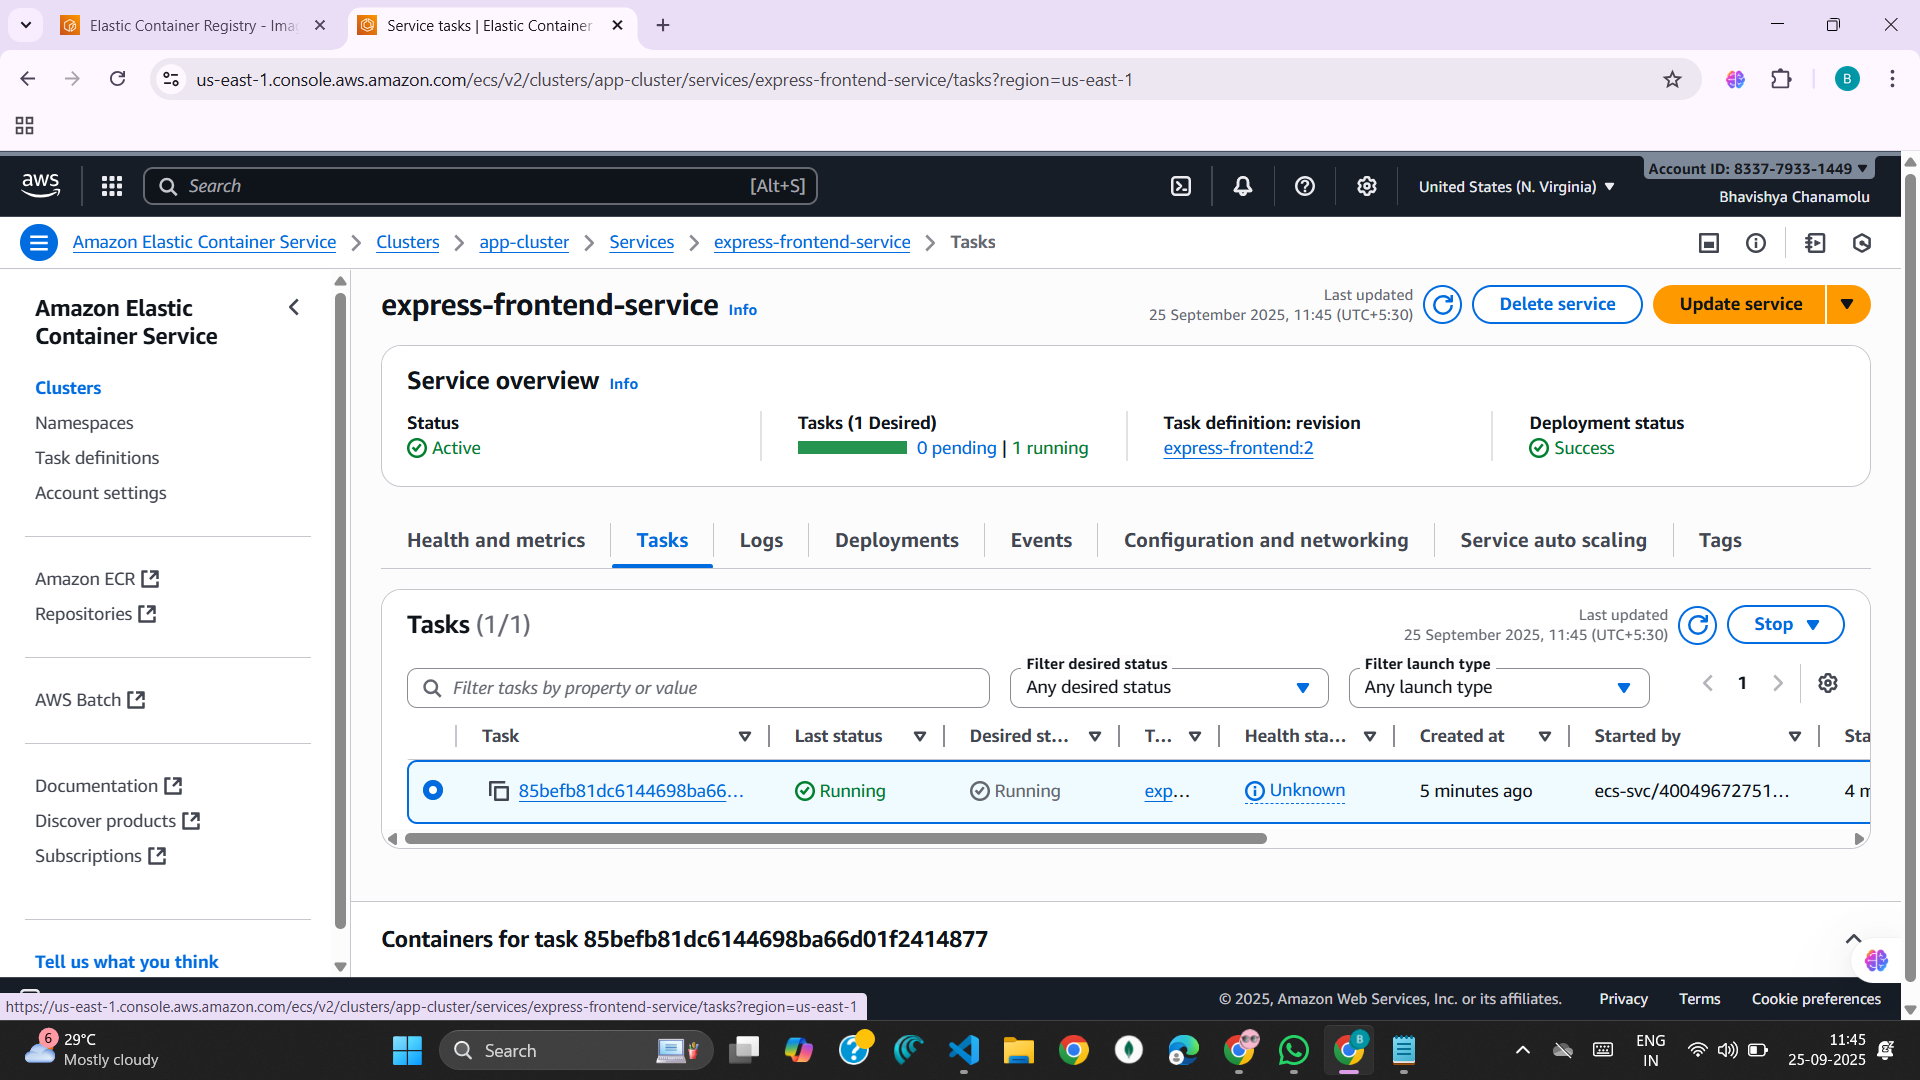 Elastic Container Registry - Ima
Service tasks | Elastic Container
us-east-1.console.aws.amazon.com/ecs/v2/clusters/app-cluster/services/express-frontend-service/tasks?region=us-east-1
B
aws
Search
[Alt+S]
United States (N. Virginia)
Account ID: 8337-7933-1449
Bhavishya Chanamolu
Amazon Elastic Container Service
Clusters
app-cluster
Services
express-frontend-service
Tasks
Amazon Elastic
Container Service
Clusters
Namespaces
Task definitions
Account settings
Amazon ECR
Repositories
AWS Batch
Documentation
Discover products
Subscriptions
Tell us what you think
express-frontend-service Info
Last updated
25 September 2025, 11:45 (UTC+5:30)
Delete service
Update service
Service overview Info
Status
Active
Tasks (1 Desired)
0 pending | 1 running
Task definition: revision
express-frontend:2
Deployment status
Success
Health and metrics
Tasks
Logs
Deployments
Events
Configuration and networking
Service auto scaling
Tags
Tasks (1/1)
Last updated
25 September 2025, 11:45 (UTC+5:30)
Stop
Filter tasks by property or value
Filter desired status
Any desired status
Filter launch type
Any launch type
1
Task
Last status
Desired st...
T...
Health sta...
Created at
Started by
Sta
85befb81dc6144698ba66...
Running
Running
exp...
Unknown
5 minutes ago
ecs-svc/40049672751...
4 m
Containers for task 85befb81dc6144698ba66d01f2414877
https://us-east-1.console.aws.amazon.com/ecs/v2/clusters/app-cluster/services/express-frontend-service/tasks?region=us-east-1
© 2025, Amazon Web Services, Inc. or its affiliates.
Privacy
Terms
Cookie preferences
6
29°C
Mostly cloudy
Search
B
ENG
IN
11:45
25-09-2025